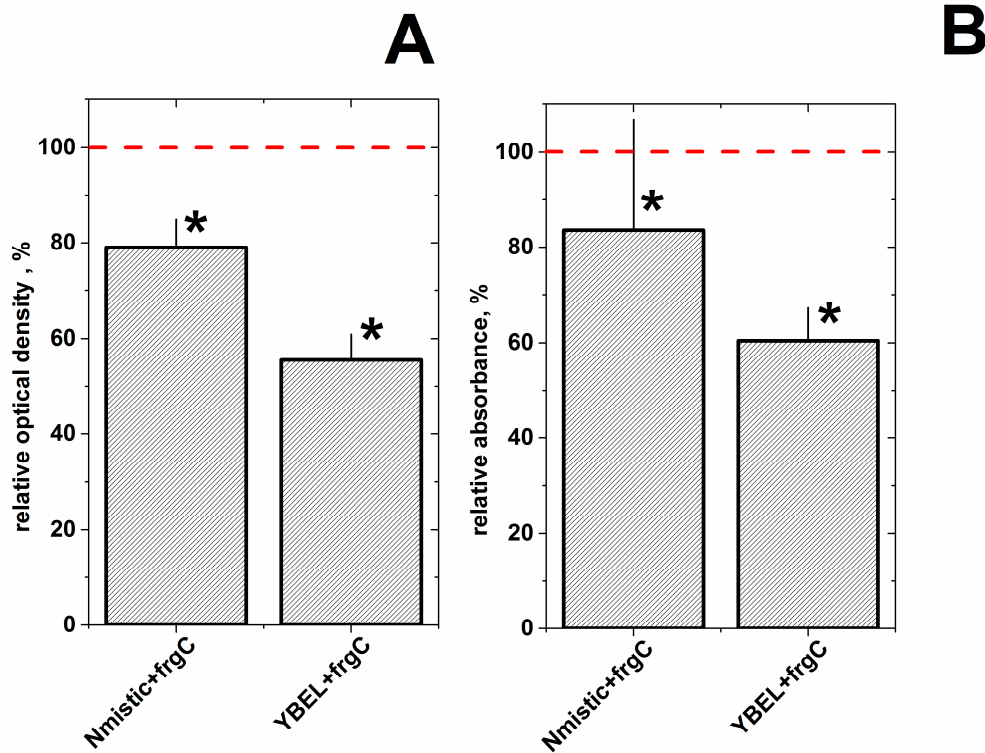 A
B
relative optical density , %
100
80
60
40
20
0
*
*
Nmistic+frgC
YBEL+frgC
relative absorbance, %
100
80
60
40
20
0
*
*
Nmistic+frgC
YBEL+frgC